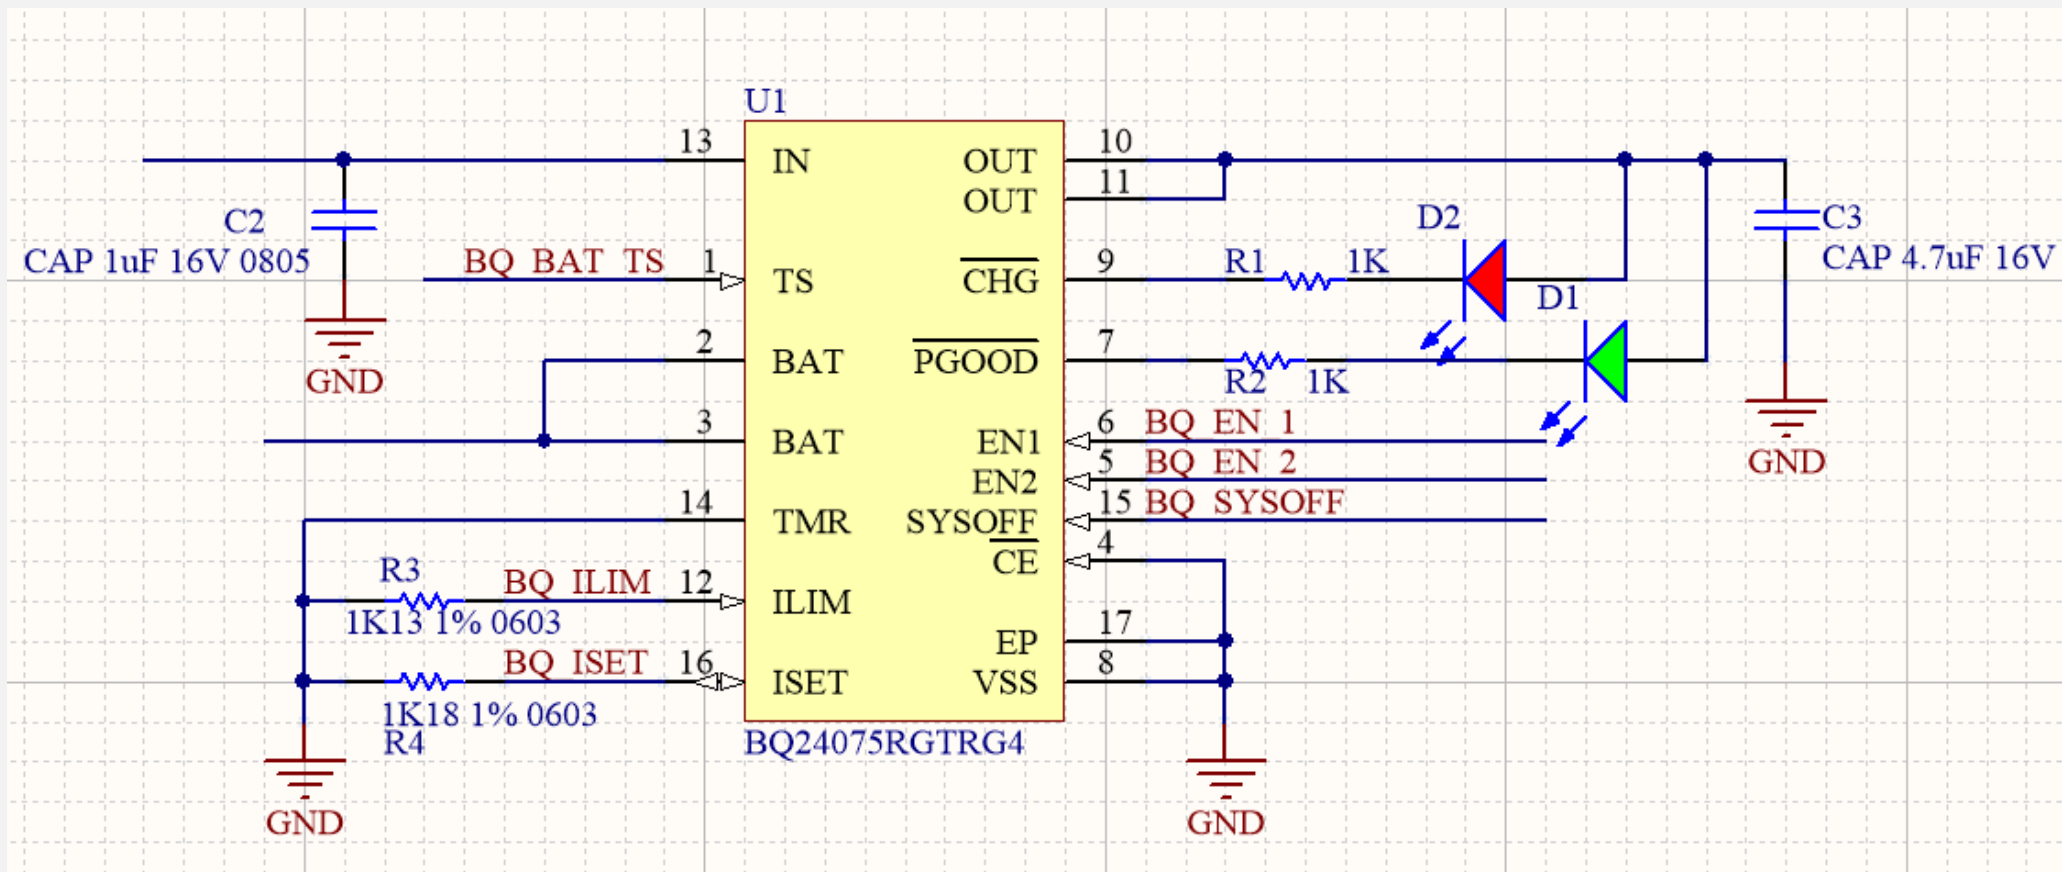 U1
13
IN
OUT
10
OUT
11
C2
CAP 1uF 16V 0805
GND
BQ_BAT_TS
1
TS
CHG
9
R1
1K
D2
C3
CAP 4.7uF 16V
D1
2
BAT
PGOOD
7
R2
1K
3
BAT
EN1
6
BQ_EN_1
EN2
5
BQ_EN_2
GND
14
TMR
SYSOFF
15
BQ_SYSOFF
CE
4
R3
1K13 1% 0603
BQ_ILIM
12
ILIM
EP
17
BQ_ISET
16
ISET
VSS
8
1K18 1% 0603
R4
BQ24075RGTRG4
GND
GND